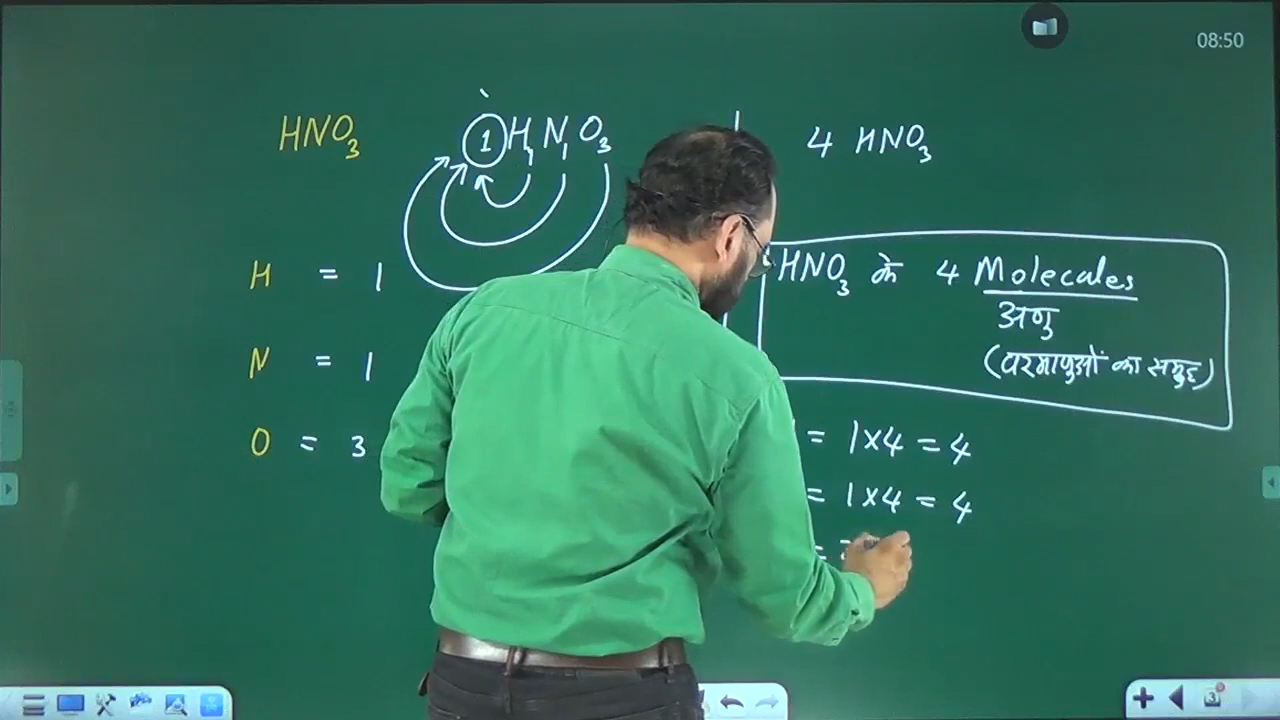 08:50
HNO3
1 H1 N1 O3
4 HNO3
H = 1
N = 1
O = 3
HNO3 के 4 Molecales
अणु
(परमाणुओं का समुह)
= 1x4 = 4
= 1x4 = 4
=